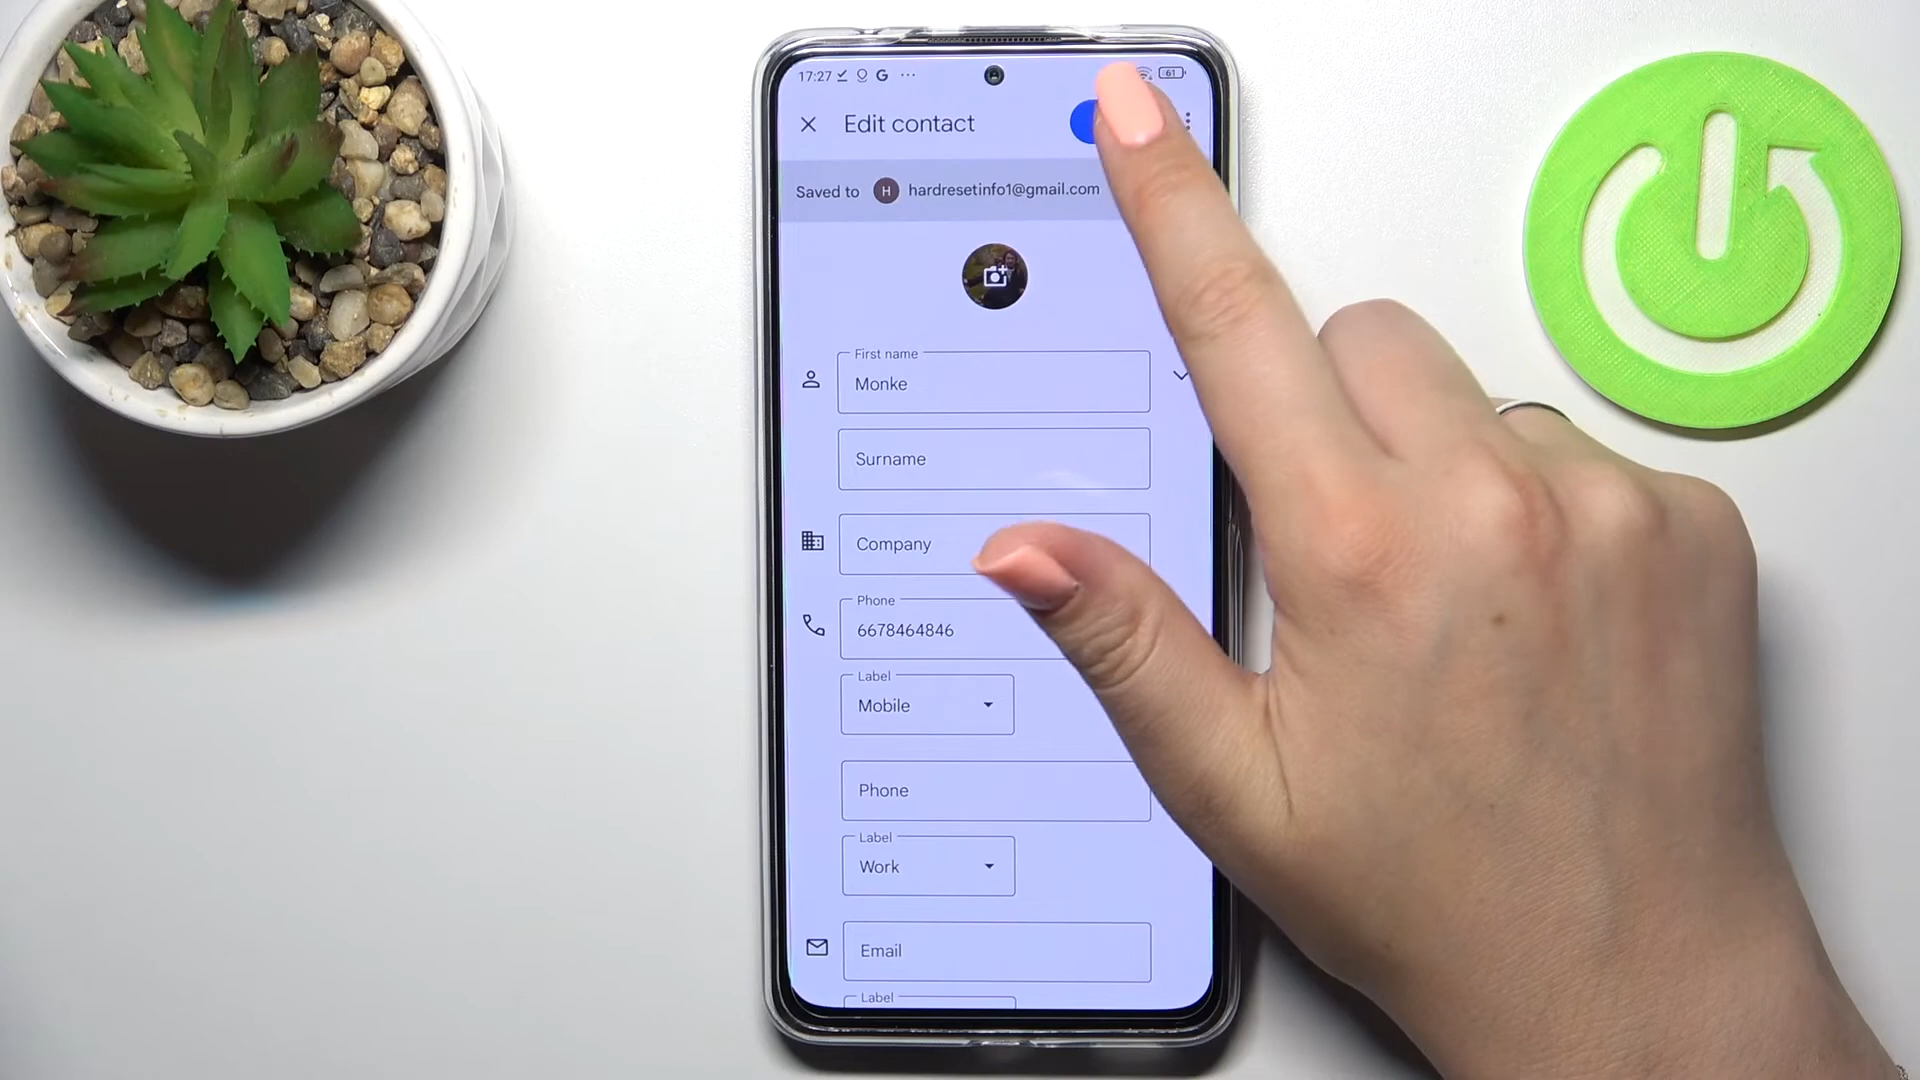 17:27 G ... 61
Edit contact
Saved to H hardresetinfo1@gmail.com
First name
Monke
Surname
Company
Phone
6678464846
Label
Mobile
Phone
Label
Work
Email
Label